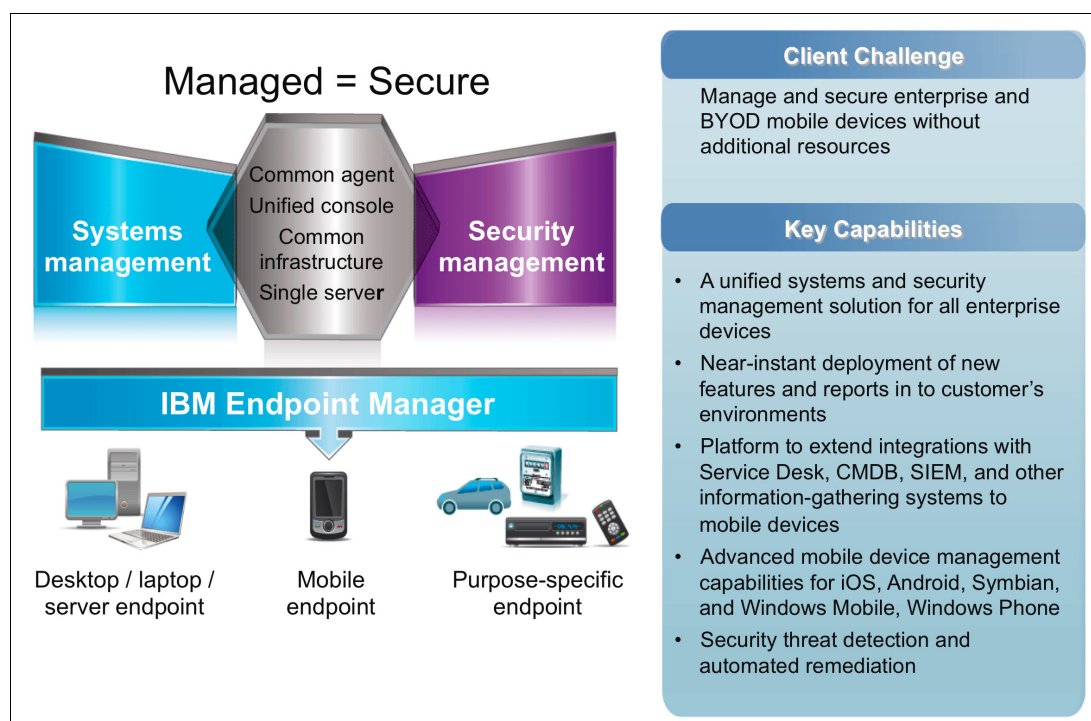 Managed = Secure
Systems
management
Common agent
Unified console
Common
infrastructure
Single server
Security
management
IBM Endpoint Manager
Desktop / laptop /
server endpoint
Mobile
endpoint
Purpose-specific
endpoint
Client Challenge
Manage and secure enterprise and
BYOD mobile devices without
additional resources
Key Capabilities
• A unified systems and security
management solution for all enterprise
devices
• Near-instant deployment of new
features and reports in to customer’s
environments
• Platform to extend integrations with
Service Desk, CMDB, SIEM, and other
information-gathering systems to
mobile devices
• Advanced mobile device management
capabilities for iOS, Android, Symbian,
and Windows Mobile, Windows Phone
• Security threat detection and
automated remediation